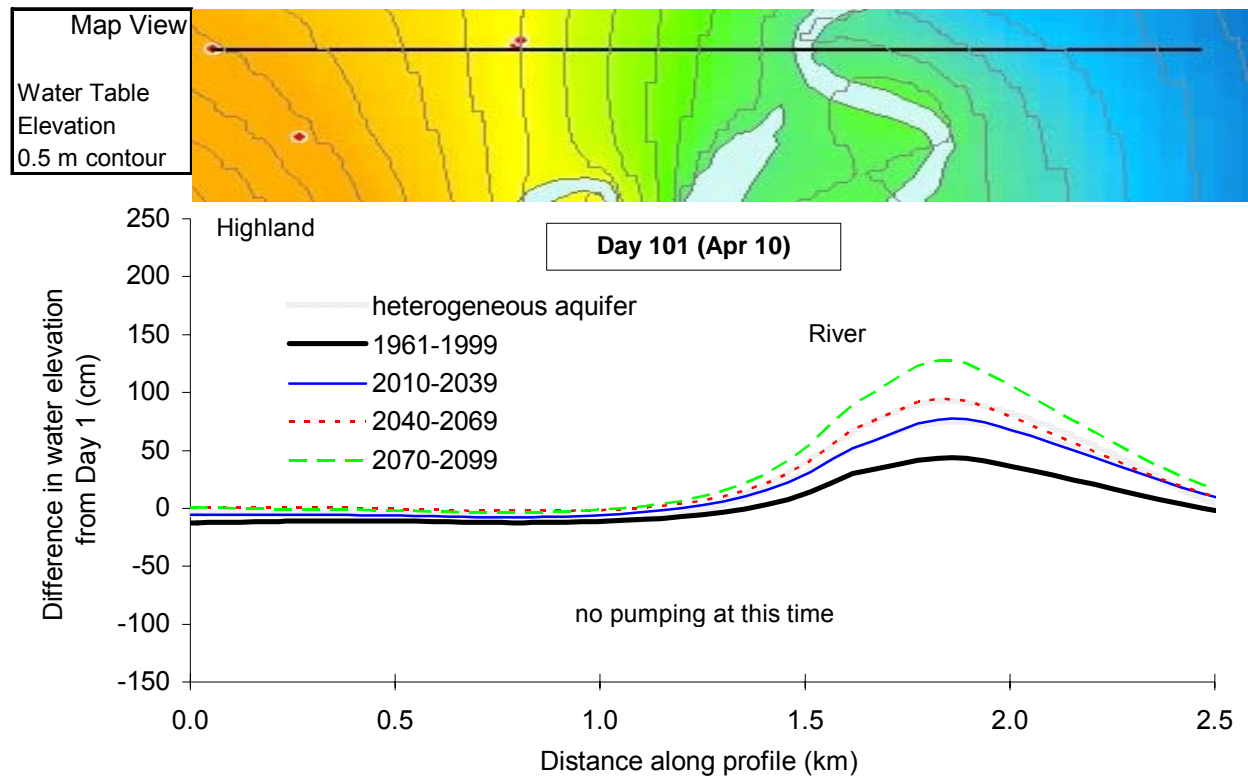 Map View
Water Table
Elevation
0.5 m contour
250
200
150
100
50
0
-50
-100
-150
Difference in water elevation
from Day 1 (cm)
Highland
Day 101 (Apr 10)
heterogeneous aquifer
1961-1999
2010-2039
2040-2069
2070-2099
River
no pumping at this time
0.0 0.5 1.0 1.5 2.0 2.5
Distance along profile (km)